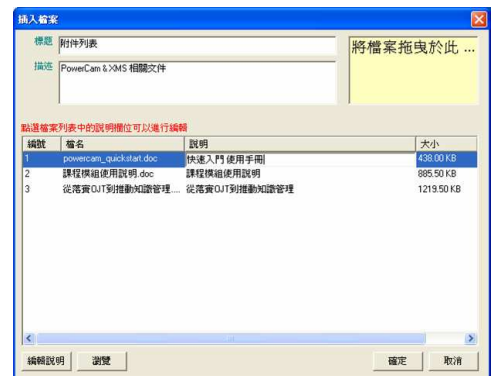 插入檔案
標題 附件列表
將檔案拖曳於此 ...
描述 PowerCam & XMS 相關文件
點選檔案列表中的說明欄位可以進行編輯
編號 檔名 說明 大小
1 powercam_quickstart.doc 快速入門 使用手冊 438.00 KB
2 課程模組使用說明.doc 課程模組使用說明 885.50 KB
3 從落實OJT到推動知識管理.... 從落實OJT到推動知識管理 1219.50 KB
編輯說明 瀏覽 確定 取消